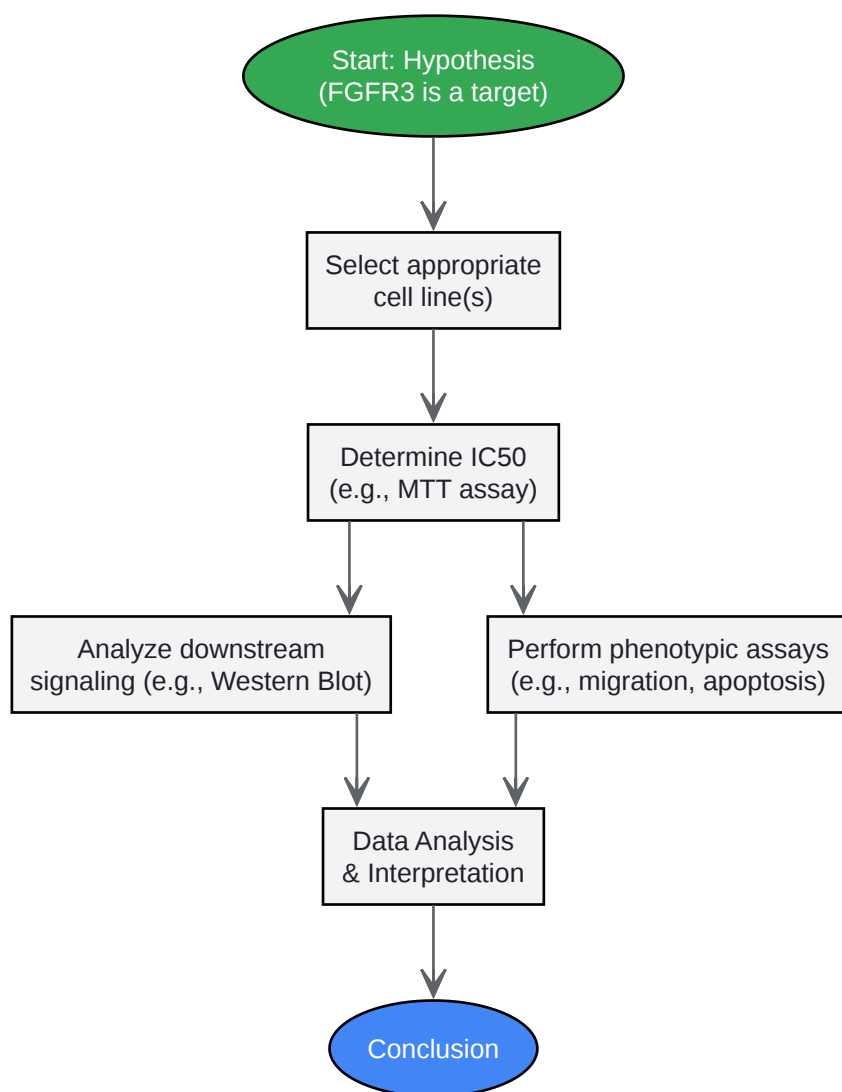 Start: Hypothesis
(FGFR3 is a target)
Select appropriate
cell line(s)
Determine IC50
(e.g., MTT assay)
Analyze downstream
signaling (e.g., Western Blot)
Perform phenotypic assays
(e.g., migration, apoptosis)
Data Analysis
& Interpretation
Conclusion